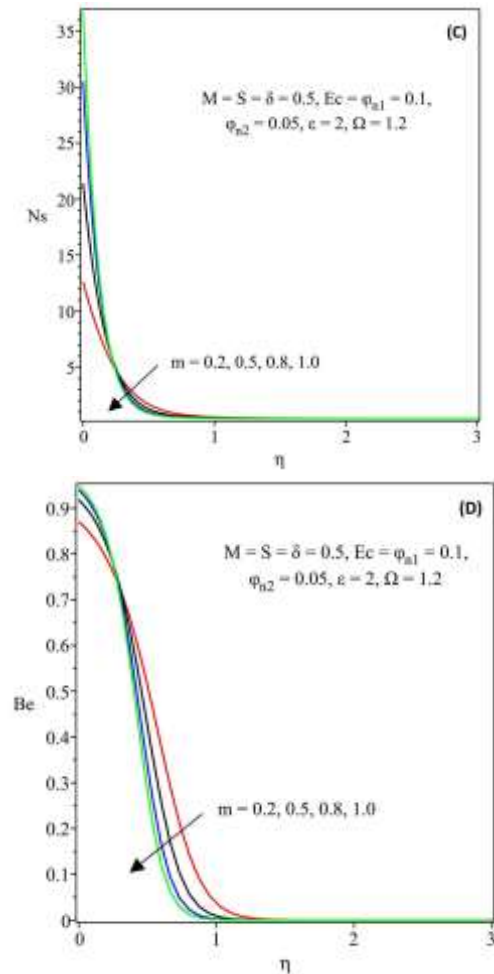 (C)
35
30
25
20
15
10
5
Ns
M = S = δ = 0.5, Ec = φₙ₁ = 0.1,
φₙ₂ = 0.05, ε = 2, Ω = 1.2
m = 0.2, 0.5, 0.8, 1.0
0 1 2 3
η
(D)
0.9
0.8
0.7
0.6
0.5
0.4
0.3
0.2
0.1
0
Be
M = S = δ = 0.5, Ec = φₙ₁ = 0.1,
φₙ₂ = 0.05, ε = 2, Ω = 1.2
m = 0.2, 0.5, 0.8, 1.0
0 1 2 3
η